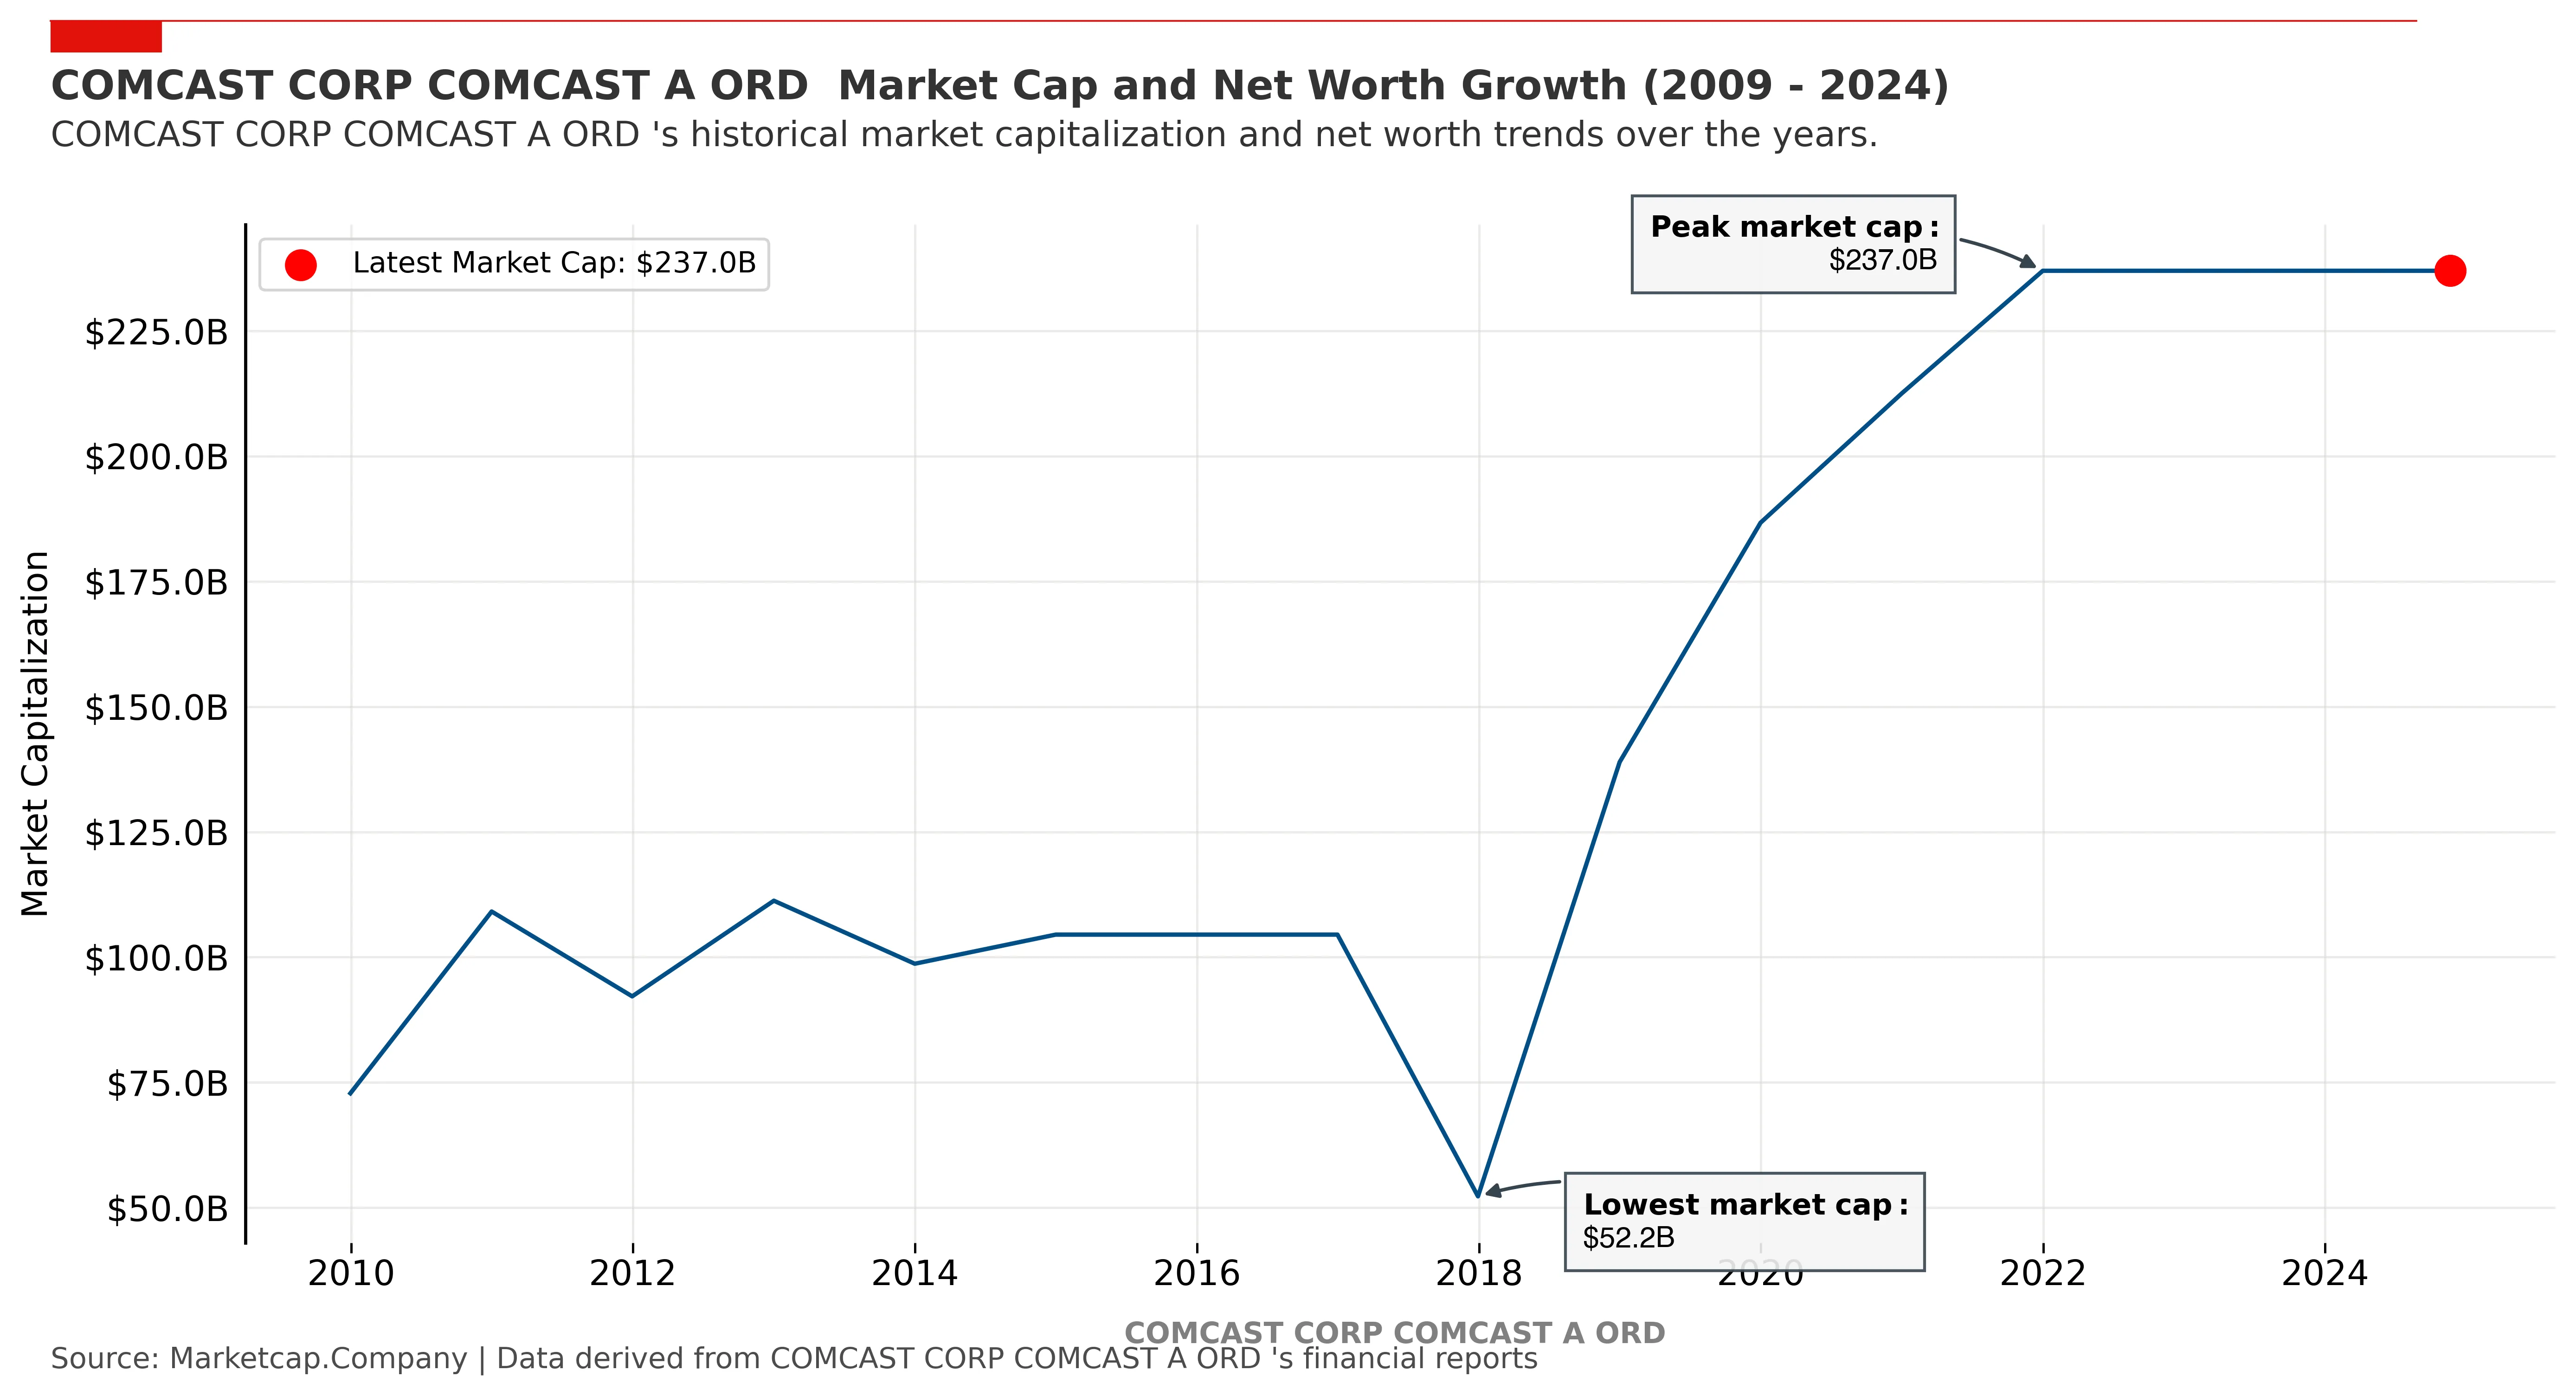 COMCAST CORP COMCAST A ORD  Market Cap and Net Worth Growth (2009 - 2024)
COMCAST CORP COMCAST A ORD 's historical market capitalization and net worth trends over the years.
Peak market cap:
$237.0B
Latest Market Cap: $237.0B
$225.0B
$200.0B
$175.0B
$150.0B
$125.0B
$100.0B
$75.0B
$50.0B
Market Capitalization
Lowest market cap:
$52.2B
2010 2012 2014 2016 2018 2020 2022 2024
COMCAST CORP COMCAST A ORD
Source: Marketcap.Company | Data derived from COMCAST CORP COMCAST A ORD 's financial reports